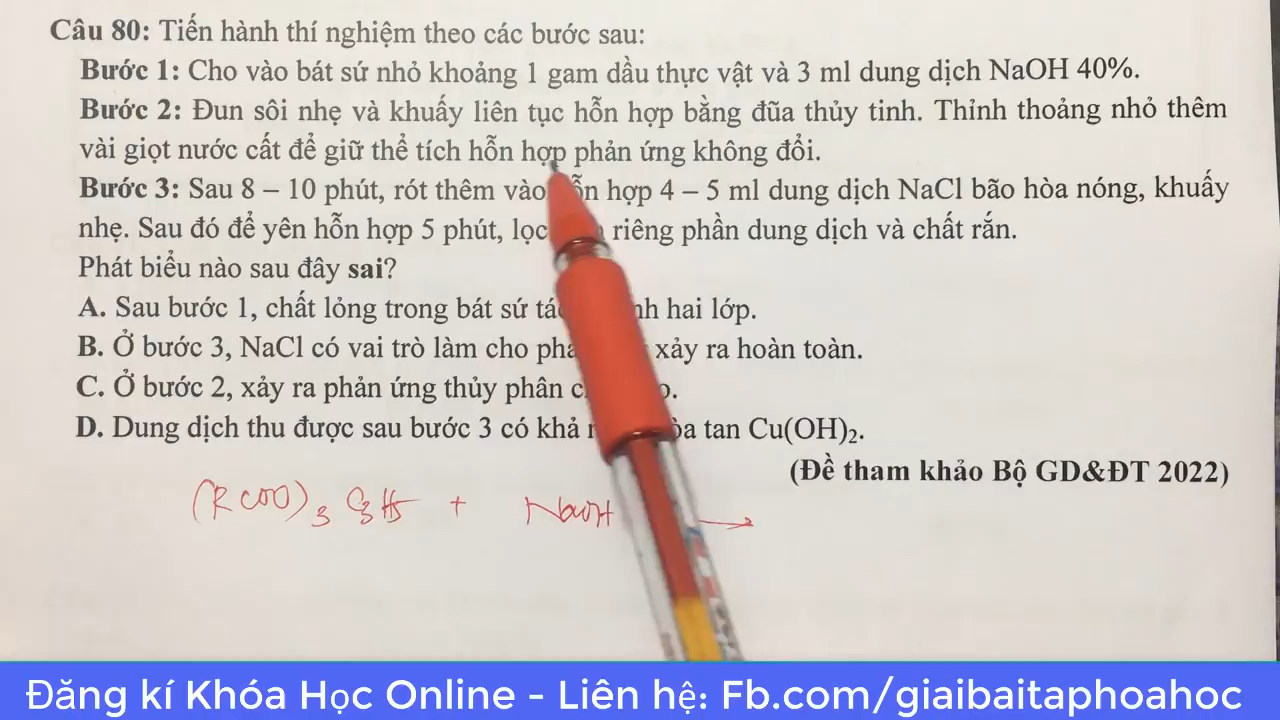 Câu 80: Tiến hành thí nghiệm theo các bước sau:
Bước 1: Cho vào bát sứ nhỏ khoảng 1 gam dầu thực vật và 3 ml dung dịch NaOH 40%.
Bước 2: Đun sôi nhẹ và khuấy liên tục hỗn hợp bằng đũa thủy tinh. Thỉnh thoảng nhỏ thêm
vài giọt nước cất để giữ thể tích hỗn hợp phản ứng không đổi.
Bước 3: Sau 8 – 10 phút, rót thêm vào hỗn hợp 4 – 5 ml dung dịch NaCl bão hòa nóng, khuấy
nhẹ. Sau đó để yên hỗn hợp 5 phút, lọc riêng phần dung dịch và chất rắn.
Phát biểu nào sau đây sai?
A. Sau bước 1, chất lỏng trong bát sứ hai lớp.
B. Ở bước 3, NaCl có vai trò làm cho xảy ra hoàn toàn.
C. Ở bước 2, xảy ra phản ứng thủy phân
D. Dung dịch thu được sau bước 3 có khả tan Cu(OH)₂.
(Đề tham khảo Bộ GD&ĐT 2022)
(RCOO)₃C₃H₅ + NaOH →
Đăng kí Khóa Học Online - Liên hệ: Fb.com/giaibaitaphoahoc